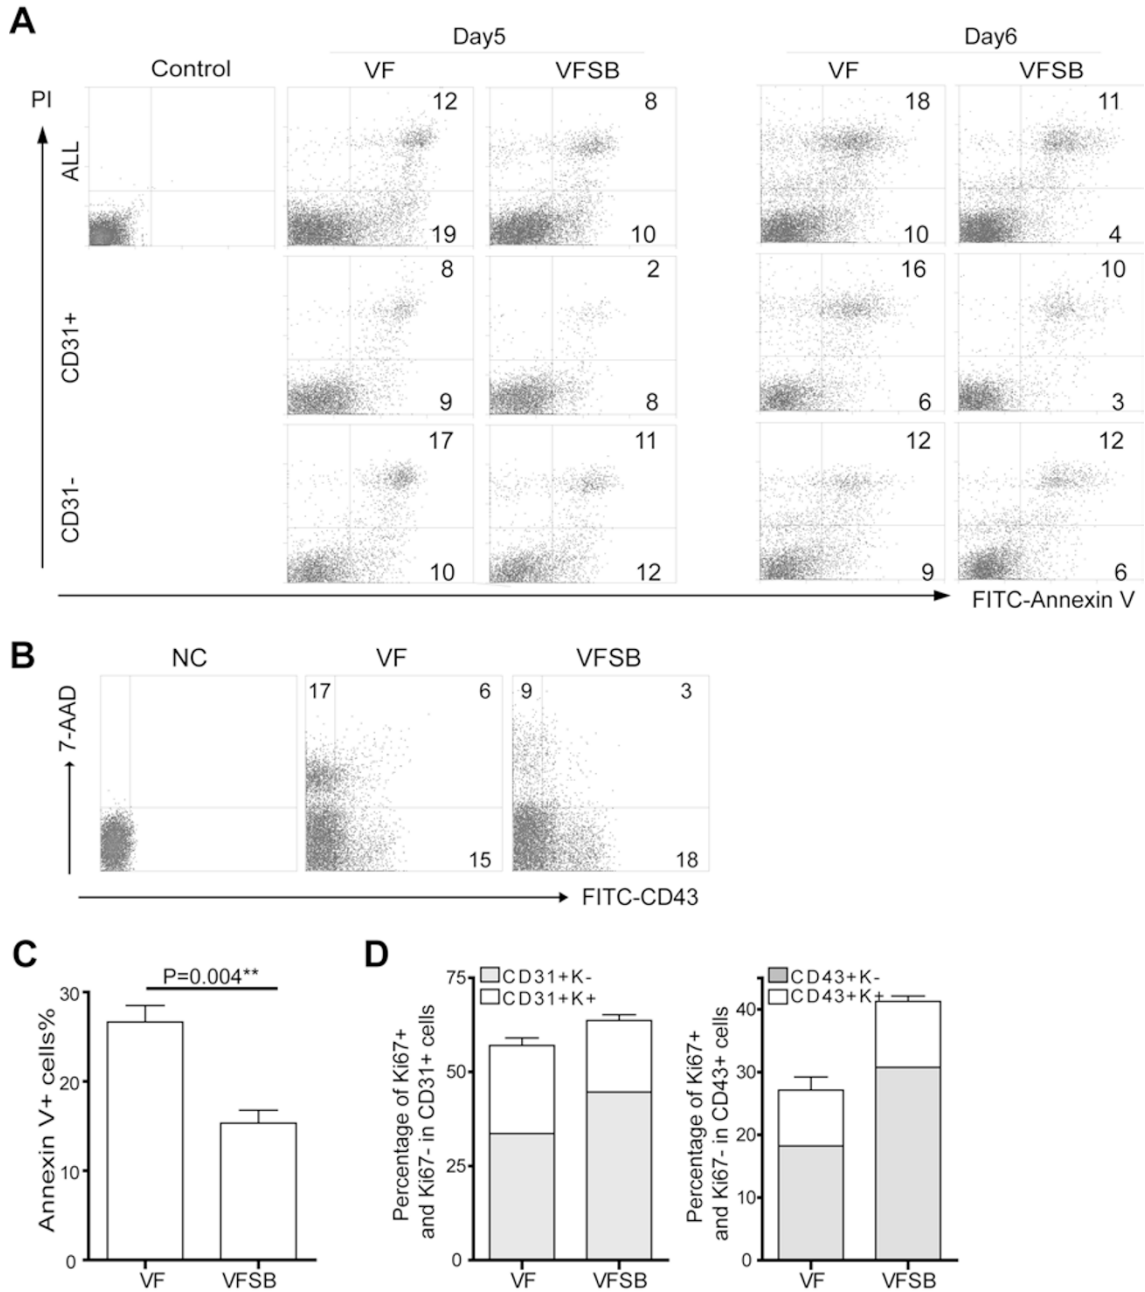 A
Day5
Day6
Control
VF
VFSB
VF
VFSB
PI
ALL
12
8
18
11
19
10
10
4
CD31+
8
2
16
10
9
8
6
3
CD31-
17
11
12
12
10
12
9
6
FITC-Annexin V
B
NC
VF
VFSB
7-AAD
17
6
9
3
15
18
FITC-CD43
C
P=0.004**
Annexin V+ cells%
30
20
10
0
VF
VFSB
D
CD31+K-
CD31+K+
Percentage of Ki67+
and Ki67- in CD31+ cells
75
50
25
0
VF
VFSB
CD43+K-
CD43+K+
Percentage of Ki67+
and Ki67- in CD43+ cells
40
30
20
10
0
VF
VFSB